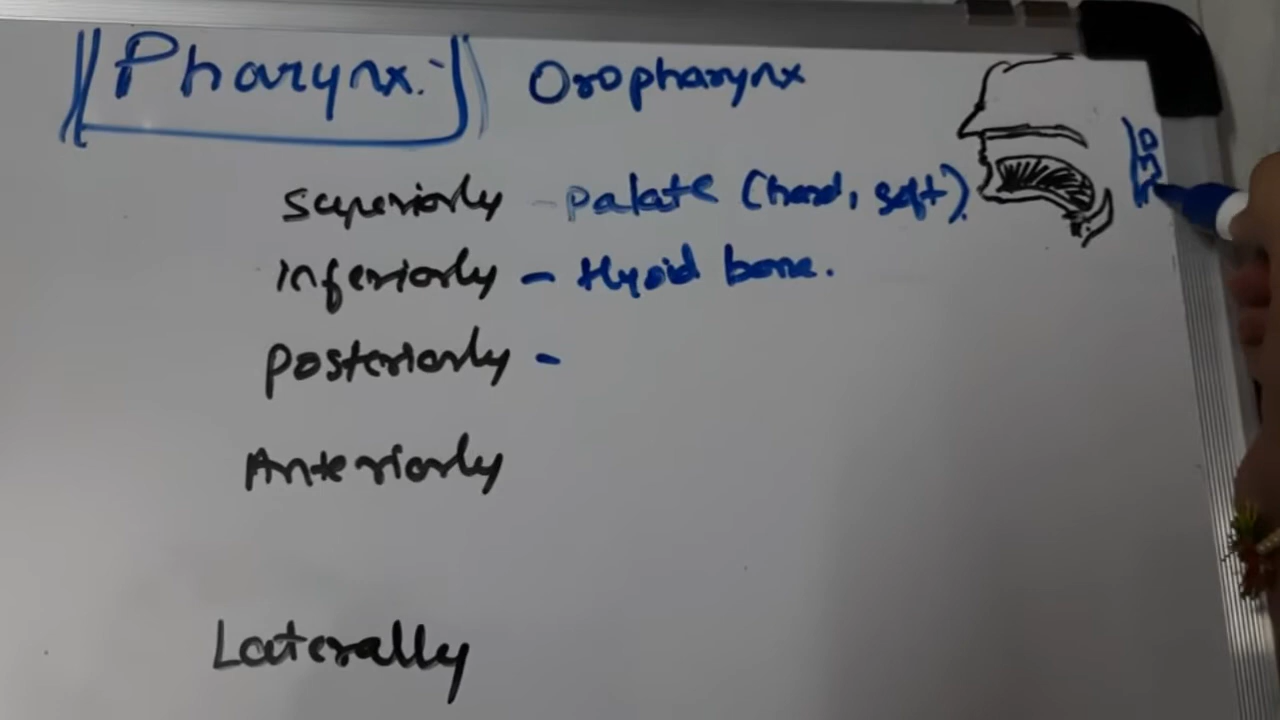 Pharynx:- Oropharynx
Superiorly - palate (hard, soft).
Inferiorly - Hyoid bone.
Posteriorly -
Anteriorly
Laterally